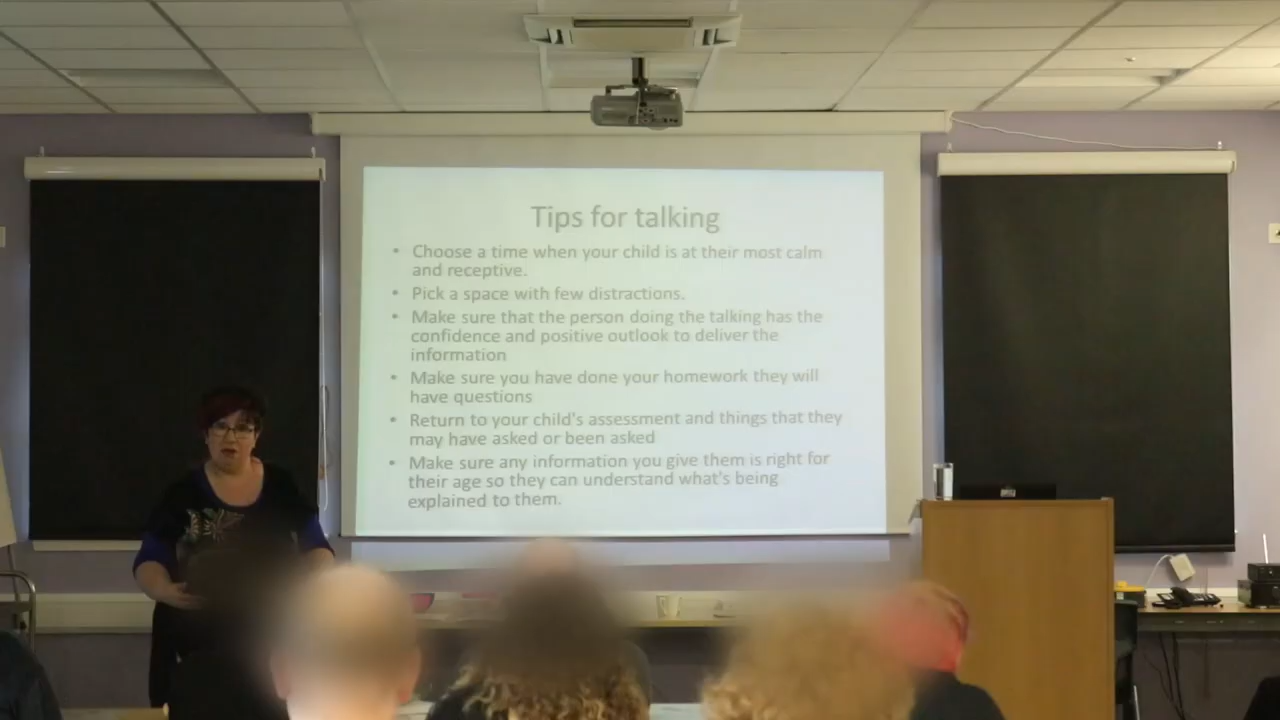 Tips for talking
• Choose a time when your child is at their most calm
and receptive.
• Pick a space with few distractions.
• Make sure that the person doing the talking has the
confidence and positive outlook to deliver the
information
• Make sure you have done your homework they will
have questions
• Return to your child's assessment and things that they
may have asked or been asked
• Make sure any information you give them is right for
their age so they can understand what's being
explained to them.